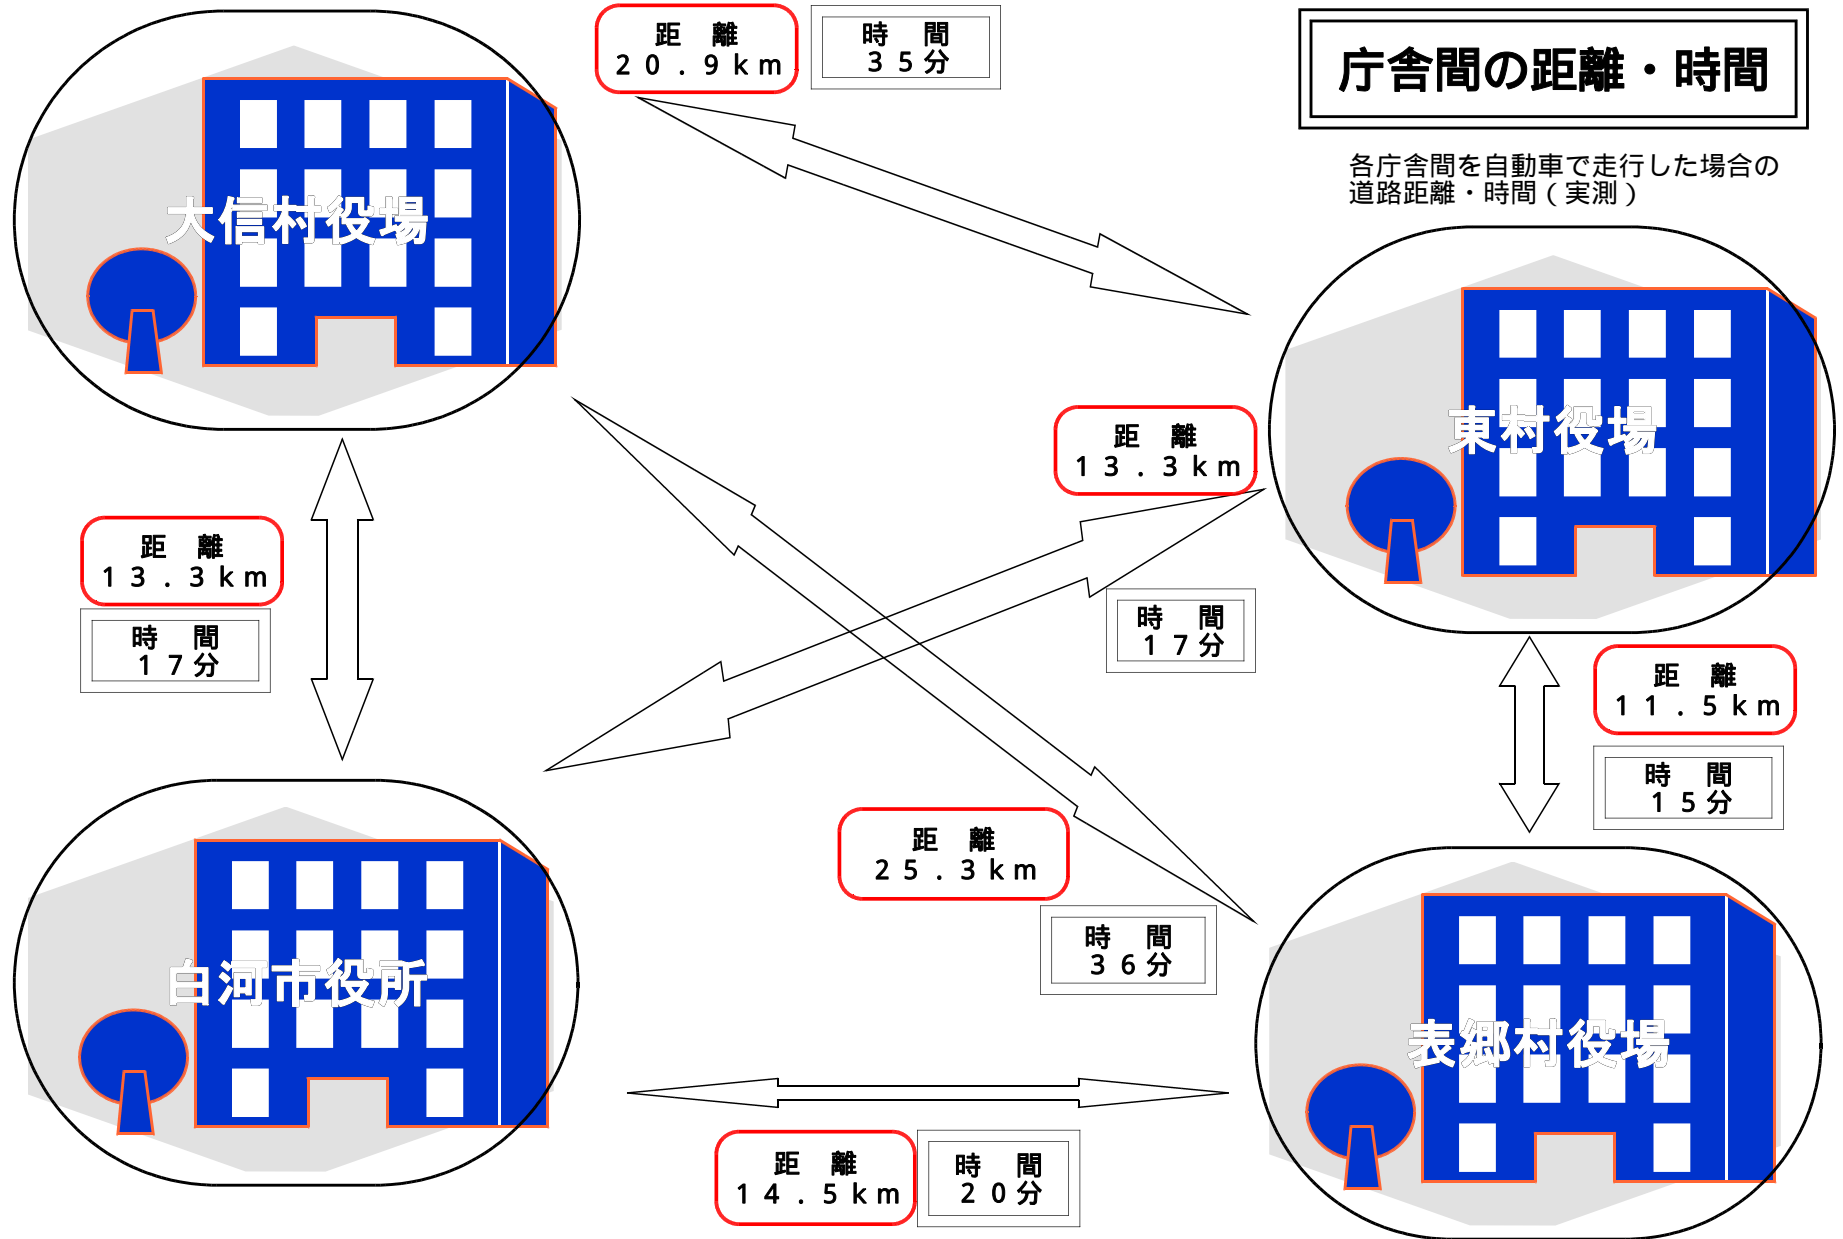 庁舎間の距離・時間
各庁舎間を自動車で走行した場合の
道路距離・時間(実測)
距 離
20.9km
時 間
35分
大信村役場
東村役場
距 離
13.3km
時 間
17分
距 離
13.3km
時 間
17分
距 離
11.5km
時 間
15分
距 離
25.3km
時 間
36分
白河市役所
表郷村役場
距 離
14.5km
時 間
20分